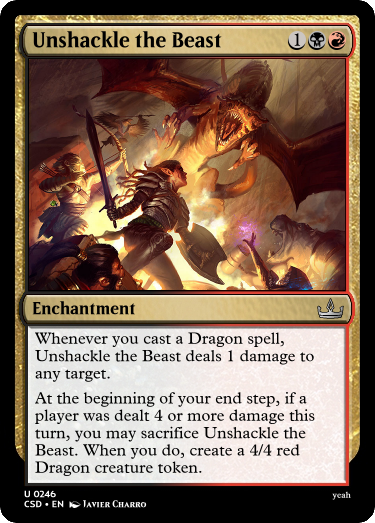 Unshackle the Beast 1
Enchantment
Whenever you cast a Dragon spell,
Unshackle the Beast deals 1 damage to
any target.
At the beginning of your end step, if a
player was dealt 4 or more damage this
turn, you may sacrifice Unshackle the
Beast. When you do, create a 4/4 red
Dragon creature token.
U 0246
CSD • EN Javier Charro
yeah